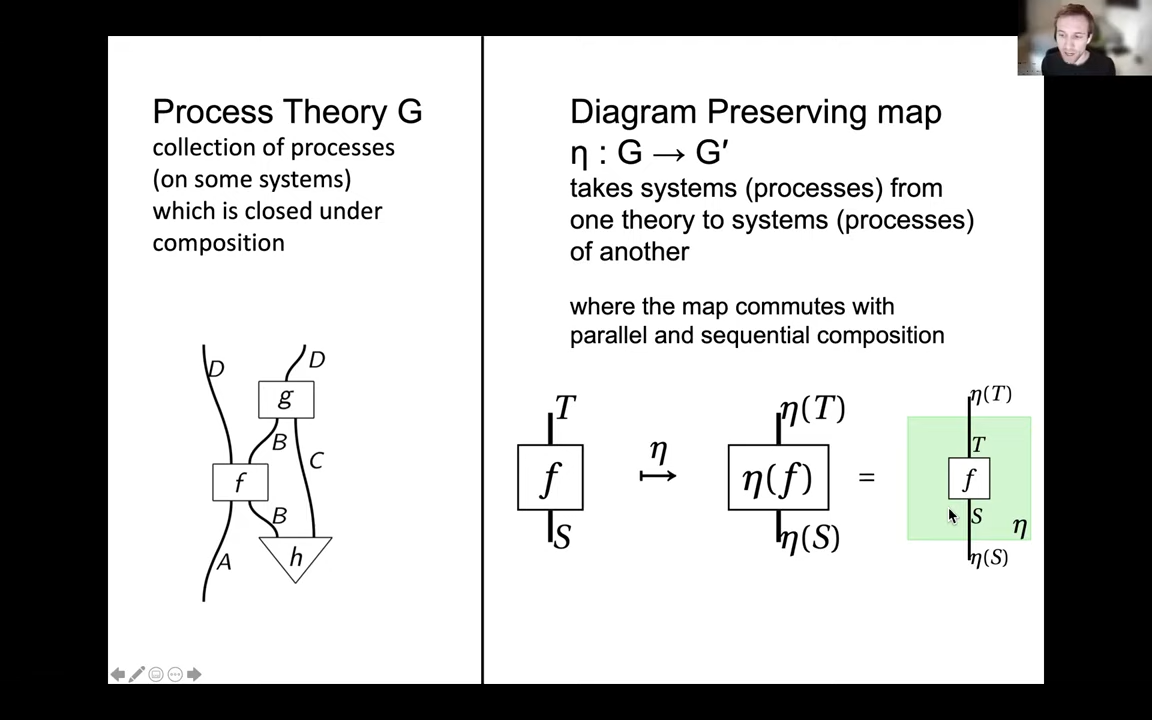 Process Theory G
collection of processes
(on some systems)
which is closed under
composition
D
D
g
B
C
f
B
A
h
Diagram Preserving map
η : G → G′
takes systems (processes) from
one theory to systems (processes)
of another
where the map commutes with
parallel and sequential composition
T
f
S
η
↦
η(T)
η(f)
η(S)
=
η(T)
T
f
S
η
η(S)